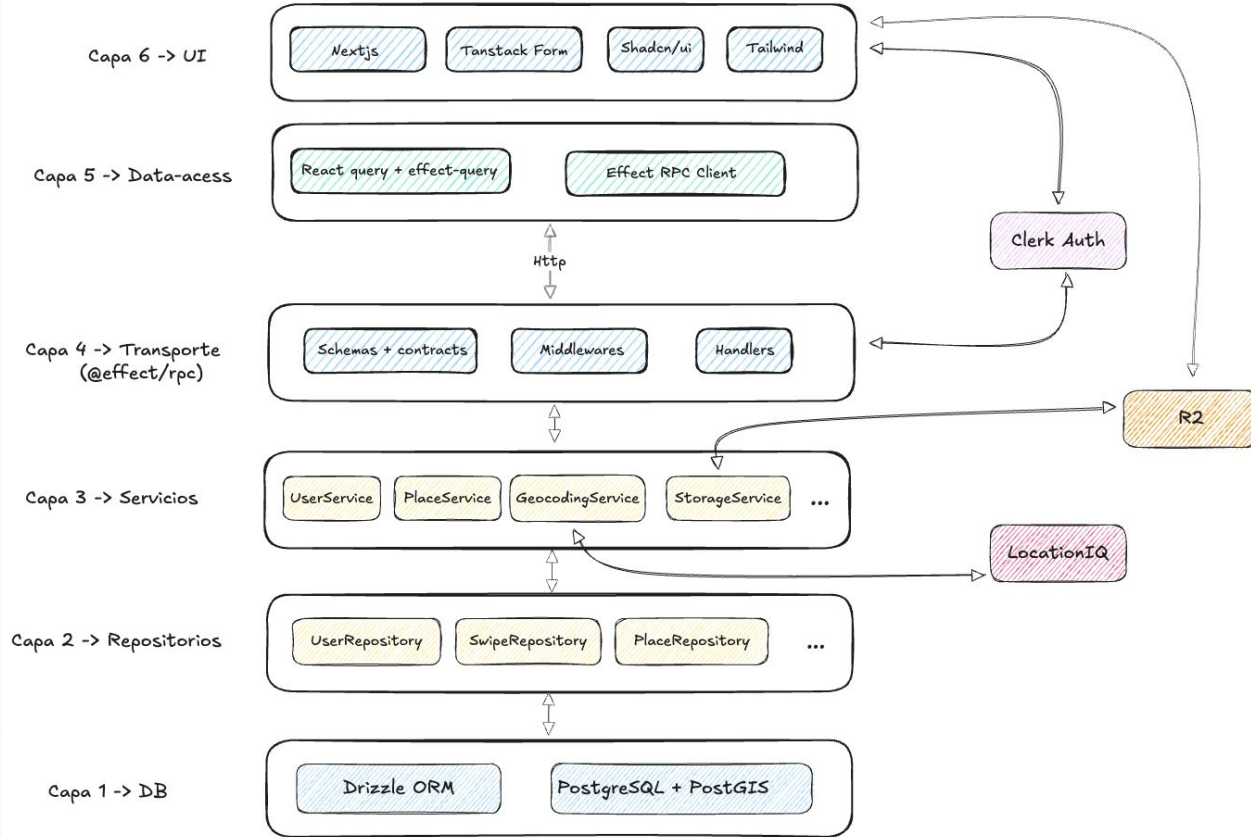 Capa 6 -> UI
Nextjs
Tanstack Form
Shadcn/ui
Tailwind
Capa 5 -> Data-acess
React query + effect-query
Effect RPC Client
Http
Clerk Auth
Capa 4 -> Transporte
(@effect/rpc)
Schemas + contracts
Middlewares
Handlers
R2
Capa 3 -> Servicios
UserService
PlaceService
GeocodingService
StorageService
...
LocationIQ
Capa 2 -> Repositorios
UserRepository
SwipeRepository
PlaceRepository
...
Capa 1 -> DB
Drizzle ORM
PostgreSQL + PostGIS